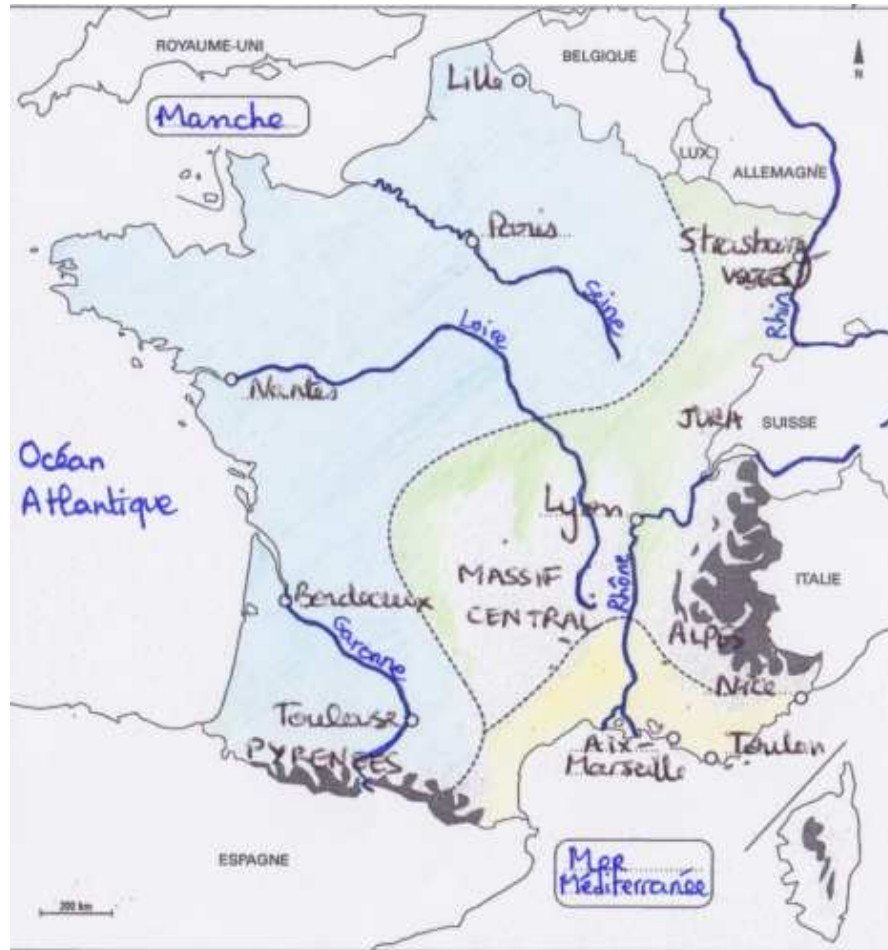 ROYAUME-UNI
BELGIQUE
N
Lille
Manche
LUX
ALLEMAGNE
Paris
Strasbourg
VOSGES
Seine
Rhin
Loire
Nantes
JURA
SUISSE
Océan
Atlantique
Lyon
MASSIF
CENTRAL
Rhône
ITALIE
Bordeaux
ALPES
Garonne
Nice
Toulouse
PYRENEES
Aix-
Marseille
Toulon
ESPAGNE
Mer
Méditerranée
200 km